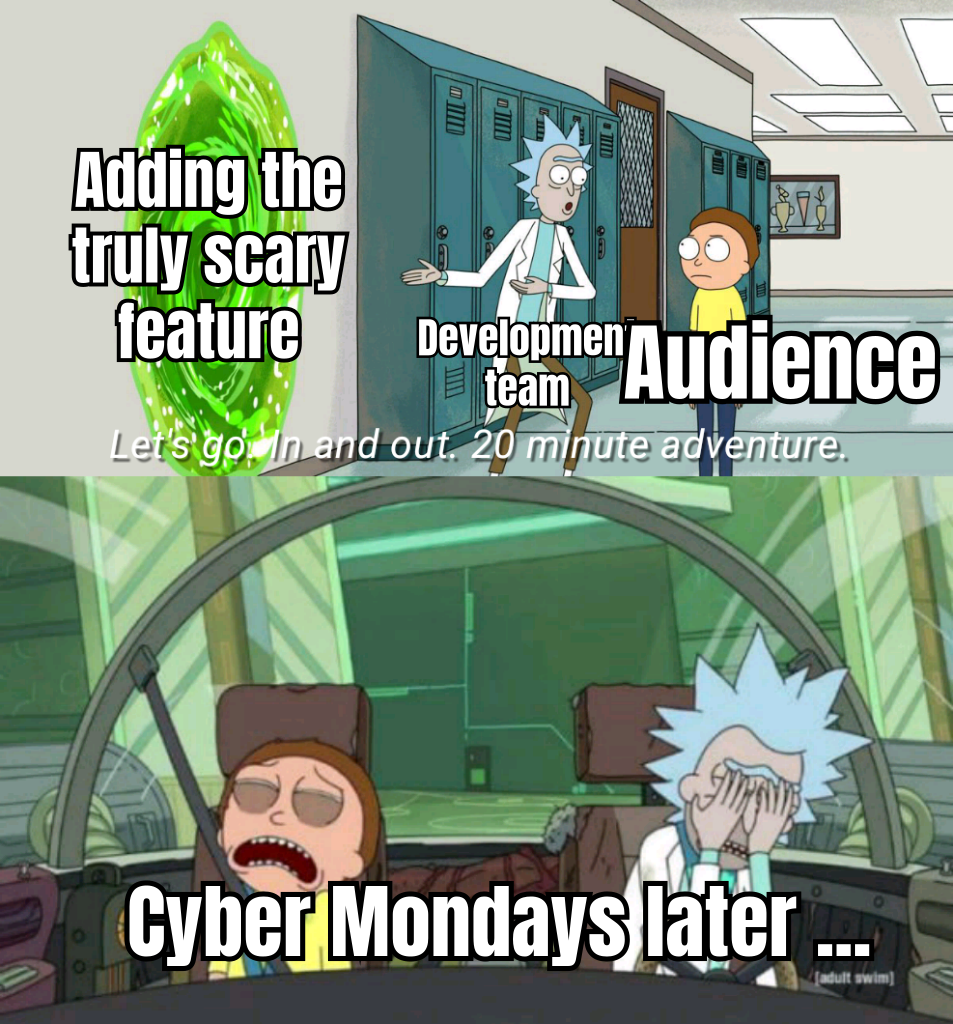 Adding the
truly scary
feature
Development
team
Audience
Let's go. In and out. 20 minute adventure.
Cyber Mondays later ...
[adult swim]